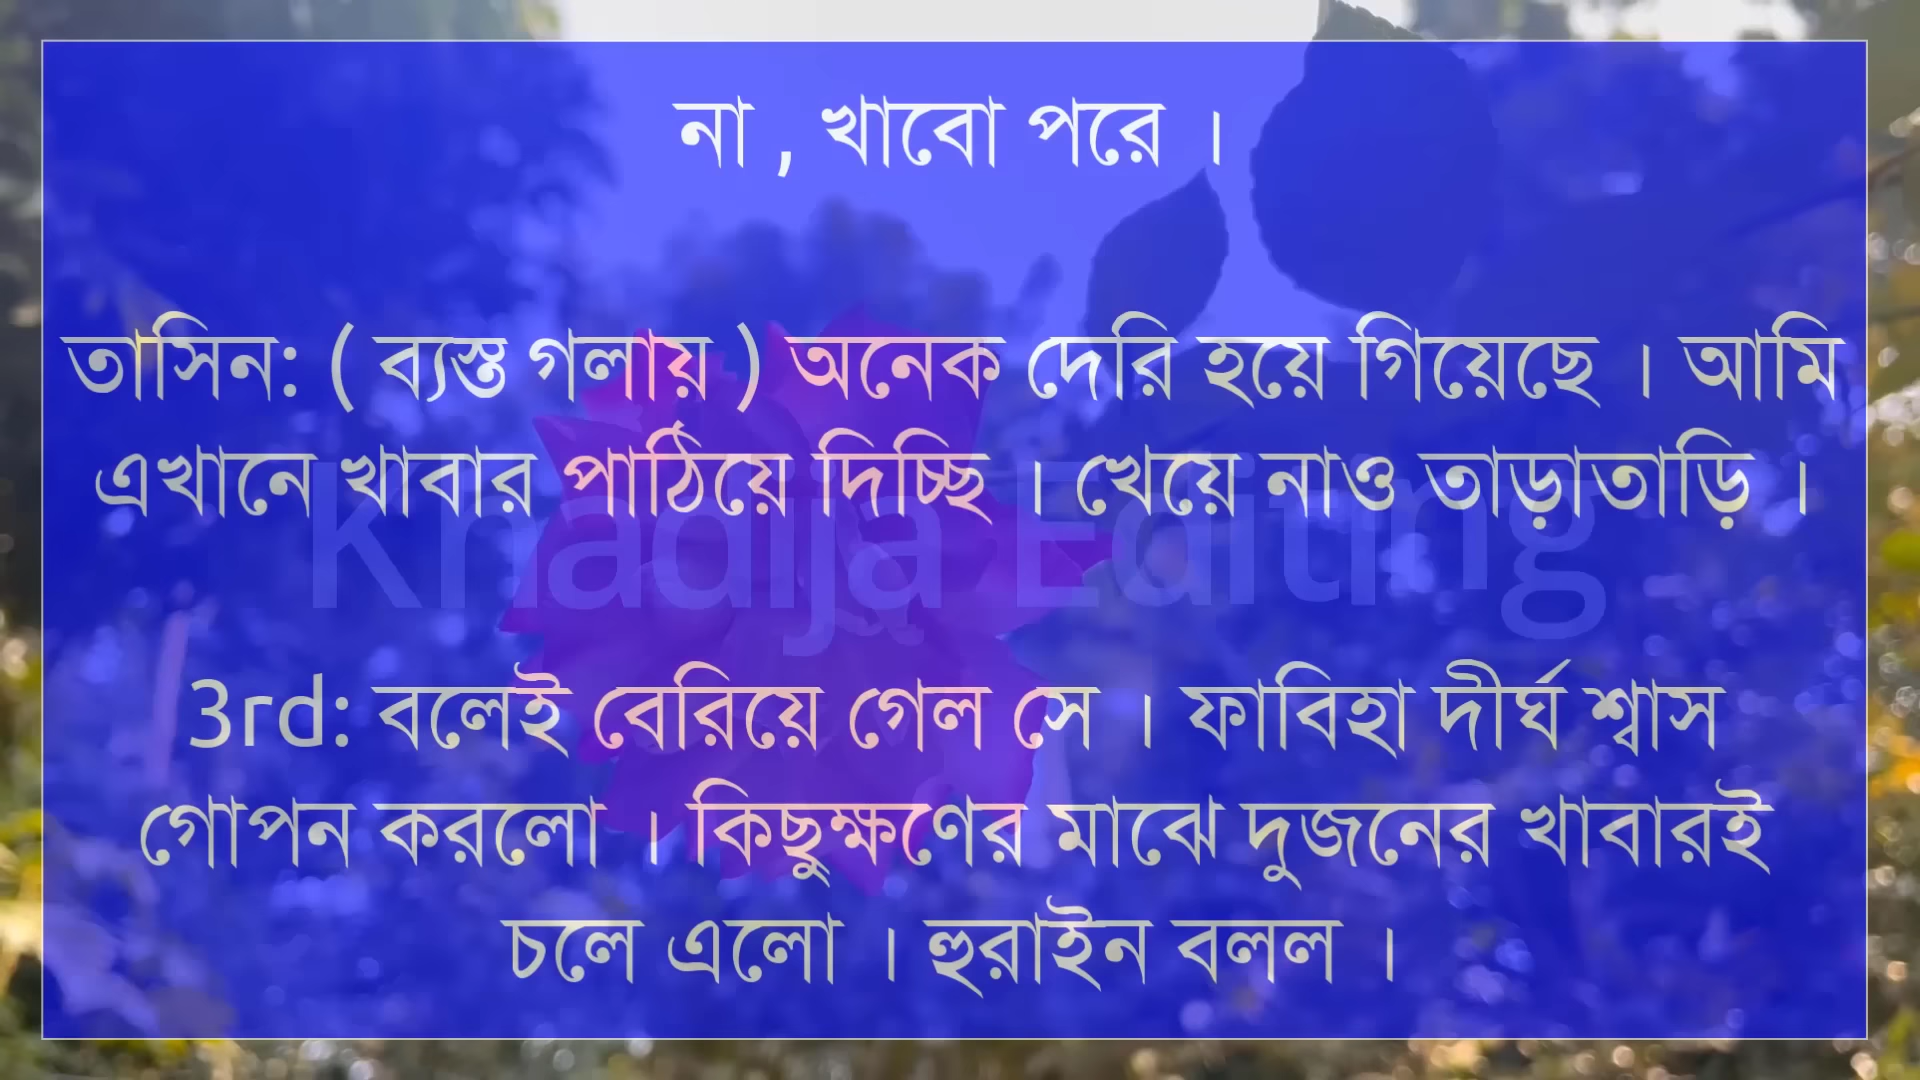 না , খাবো পরে ।
তাসিন: ( ব্যস্ত গলায় ) অনেক দেরি হয়ে গিয়েছে । আমি
এখানে খাবার পাঠিয়ে দিচ্ছি । খেয়ে নাও তাড়াতাড়ি ।
Khadija Editing
3rd: বলেই বেরিয়ে গেল সে । ফাবিহা দীর্ঘ শ্বাস
গোপন করলো । কিছুক্ষণের মাঝে দুজনের খাবারই
চলে এলো । হুরাইন বলল ।